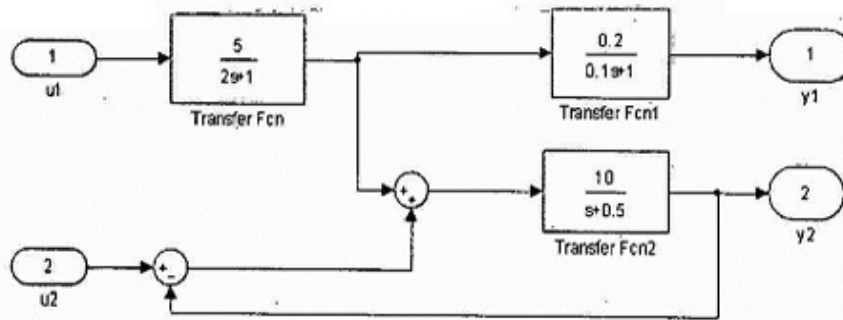 1
u1
5
2s+1
Transfer Fcn
0.2
0.1s+1
Transfer Fcn1
1
y1
+
+
10
s+0.5
Transfer Fcn2
2
y2
2
u2
+
−